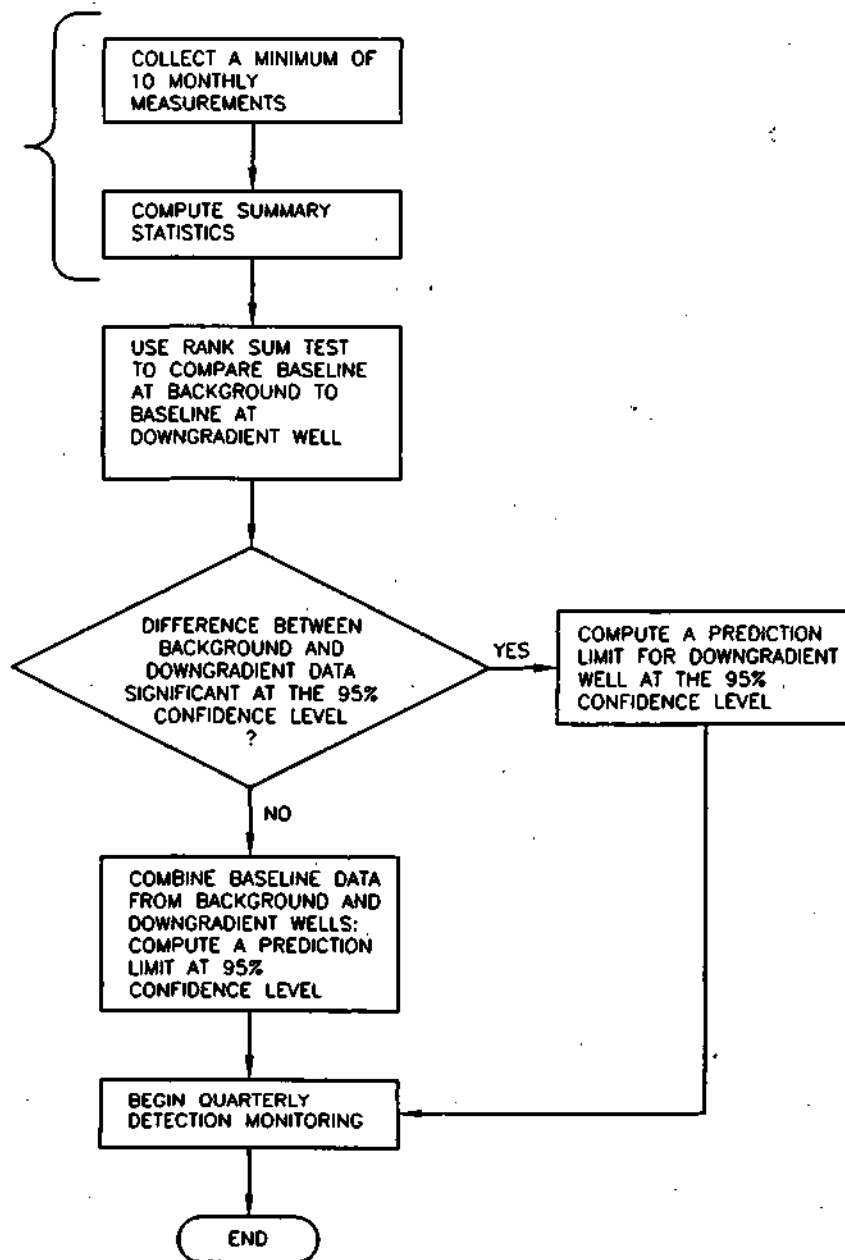 COLLECT A MINIMUM OF
10 MONTHLY
MEASUREMENTS
COMPUTE SUMMARY
STATISTICS
USE RANK SUM TEST
TO COMPARE BASELINE
AT BACKGROUND TO
BASELINE AT
DOWNGRADIENT WELL
DIFFERENCE BETWEEN
BACKGROUND AND
DOWNGRADIENT DATA
SIGNIFICANT AT THE 95%
CONFIDENCE LEVEL
?
YES
COMPUTE A PREDICTION
LIMIT FOR DOWNGRADIENT
WELL AT THE 95%
CONFIDENCE LEVEL
NO
COMBINE BASELINE DATA
FROM BACKGROUND AND
DOWNGRADIENT WELLS:
COMPUTE A PREDICTION
LIMIT AT 95%
CONFIDENCE LEVEL
BEGIN QUARTERLY
DETECTION MONITORING
END